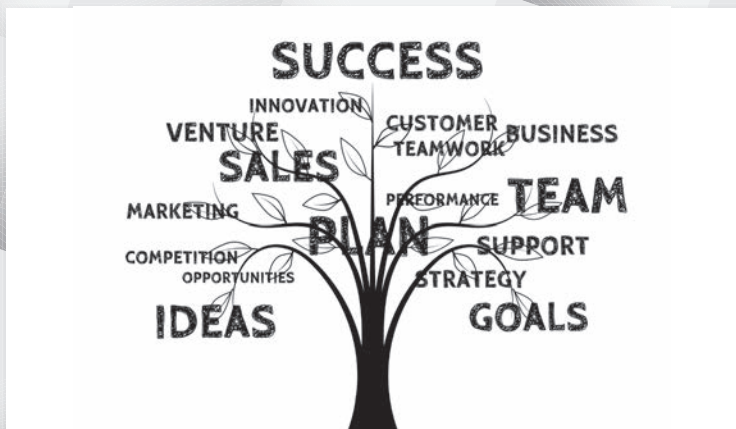 SUCCESS
INNOVATION
CUSTOMER
VENTURE
BUSINESS
TEAMWORK
SALES
PERFORMANCE
TEAM
MARKETING
PLAN
SUPPORT
COMPETITION
OPPORTUNITIES
STRATEGY
IDEAS
GOALS